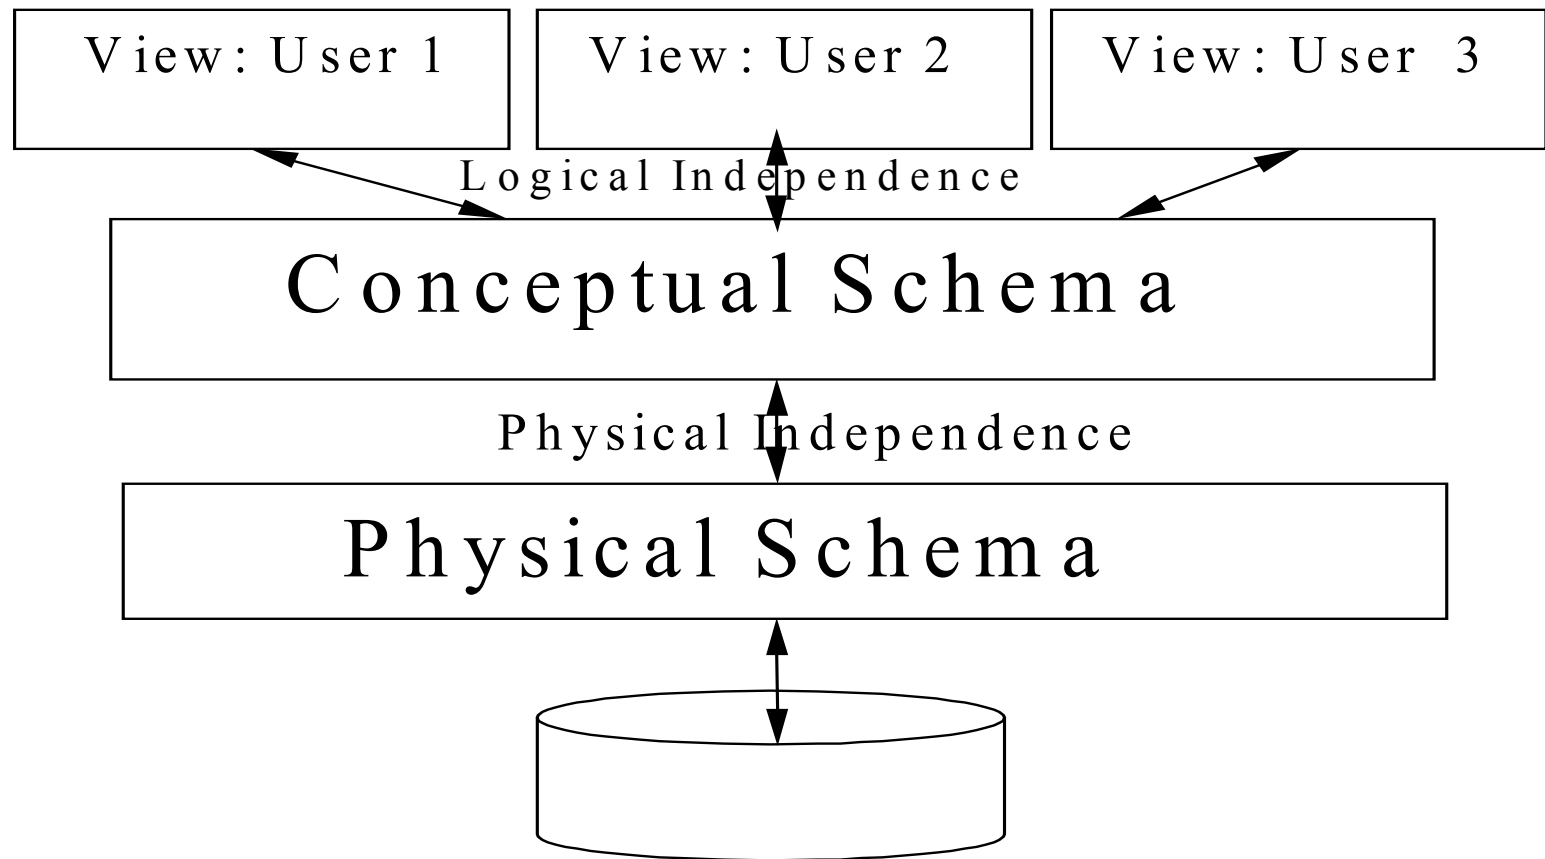 View: User 1
View: User 2
View: User 3
Logical Independence
Conceptual Schema
Physical Independence
Physical Schema